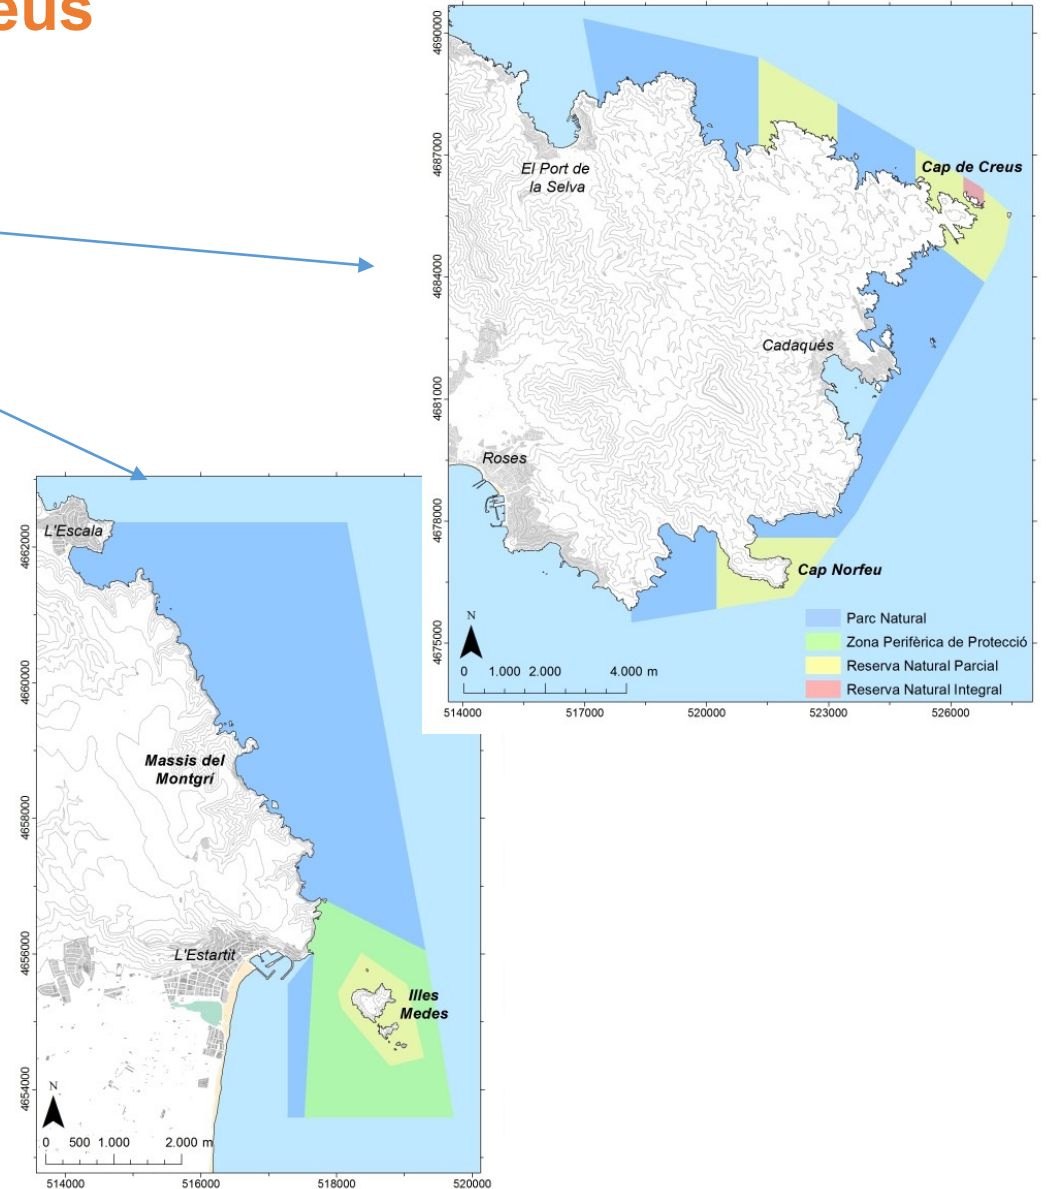 eus
4690000
4687000
4684000
4681000
4678000
4675000
El Port de
la Selva
Cap de Creus
Cadaqués
Roses
Cap Norfeu
N
0 1.000 2.000 4.000 m
Parc Natural
Zona Perifèrica de Protecció
Reserva Natural Parcial
Reserva Natural Integral
514000 517000 520000 523000 526000
4662000
4660000
4658000
4656000
4654000
L'Escala
Massis del
Montgrí
L'Estartit
Illes
Medes
N
0 500 1.000 2.000 m
514000 516000 518000 520000